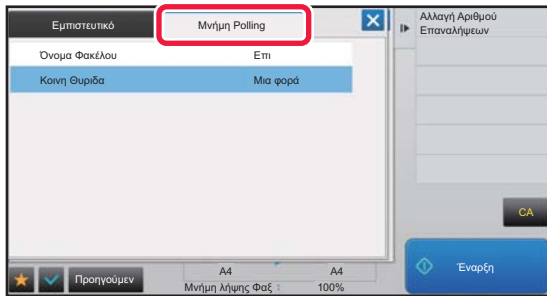 Εμπιστευτικό
Μνήμη Polling
Όνομα Φακέλου Επι
Κοινη Θυριδα Μια φορά
Αλλαγή Αριθμού
Επαναλήψεων
CA
Προηγούμεν
A4 A4
Μνήμη λήψης Φαξ : 100%
Έναρξη